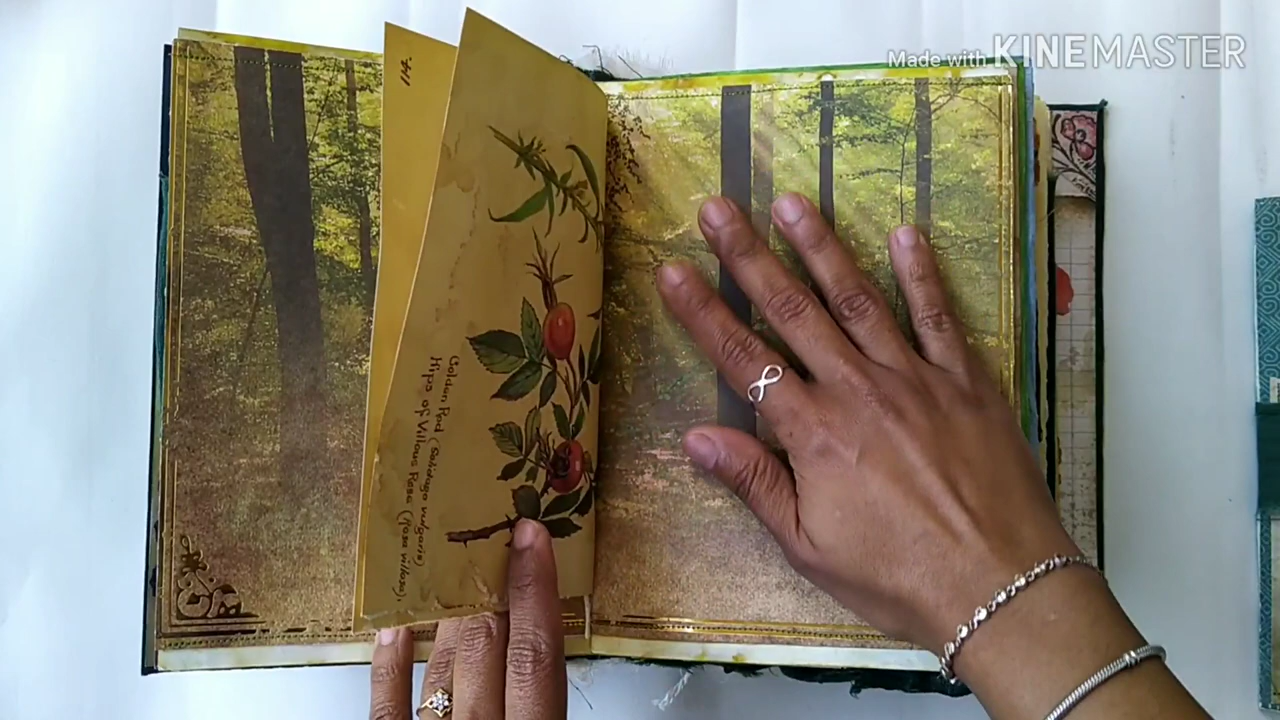 Made with KINEMASTER
114
Golden Rod (Solidago vulgaris)
Hips of Villous Rose (Rosa villosa),